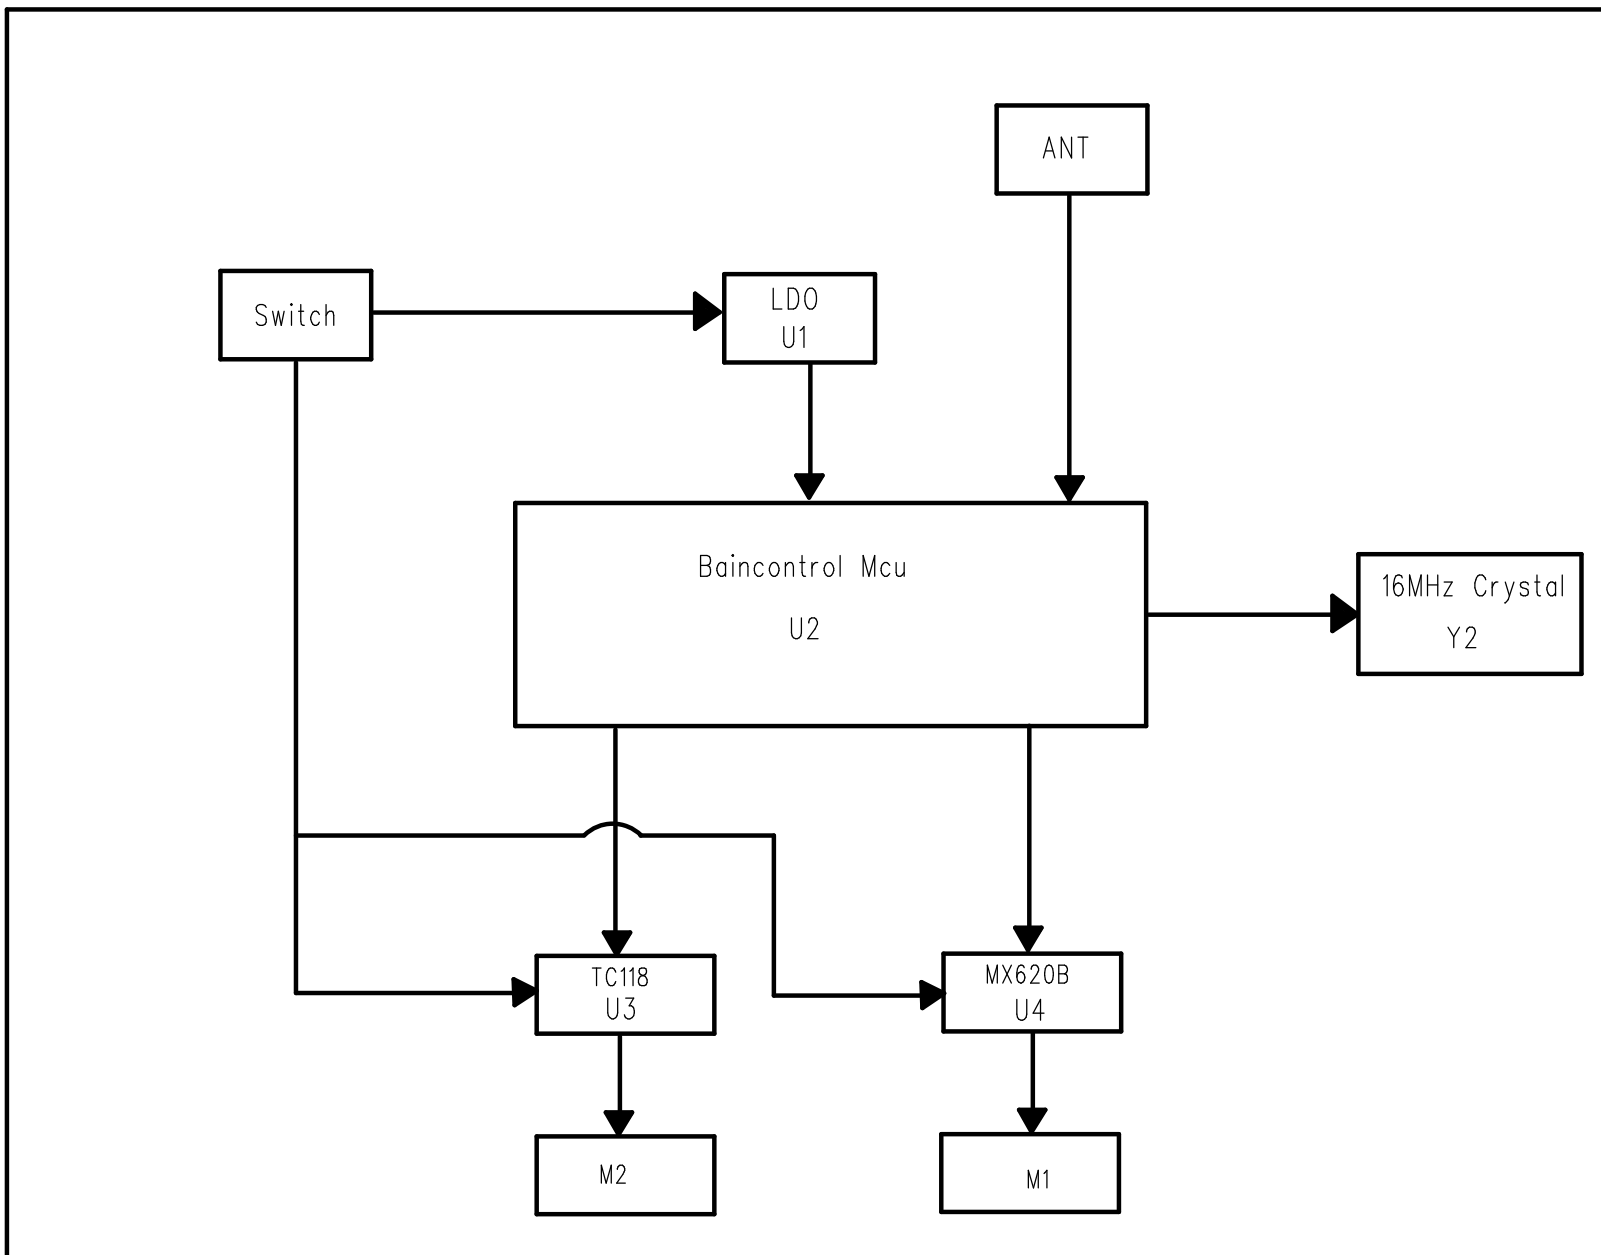 ANT
Switch
LDO
U1
Baincontrol Mcu
U2
16MHz Crystal
Y2
TC118
U3
MX620B
U4
M2
M1